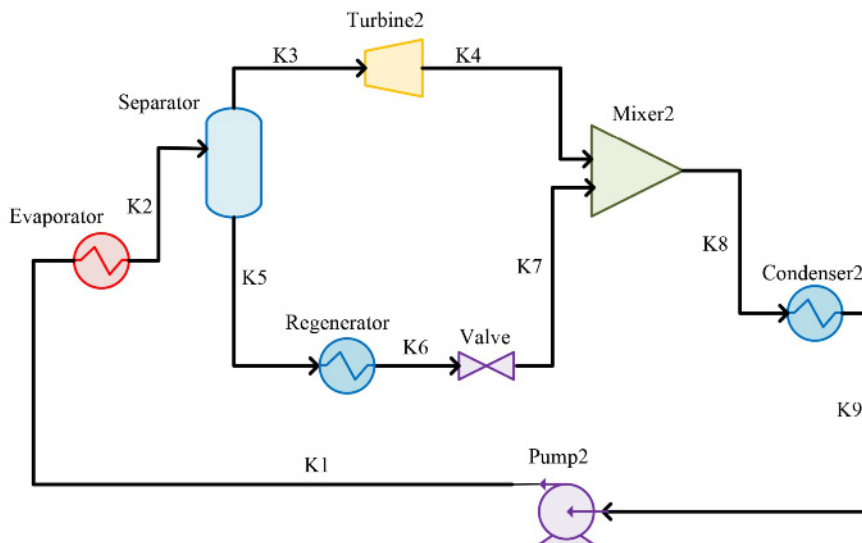 Turbine2
K3
K4
Separator
Mixer2
K2
Evaporator
K8
K7
Condenser2
K5
Regenerator
K6
Valve
K9
Pump2
K1